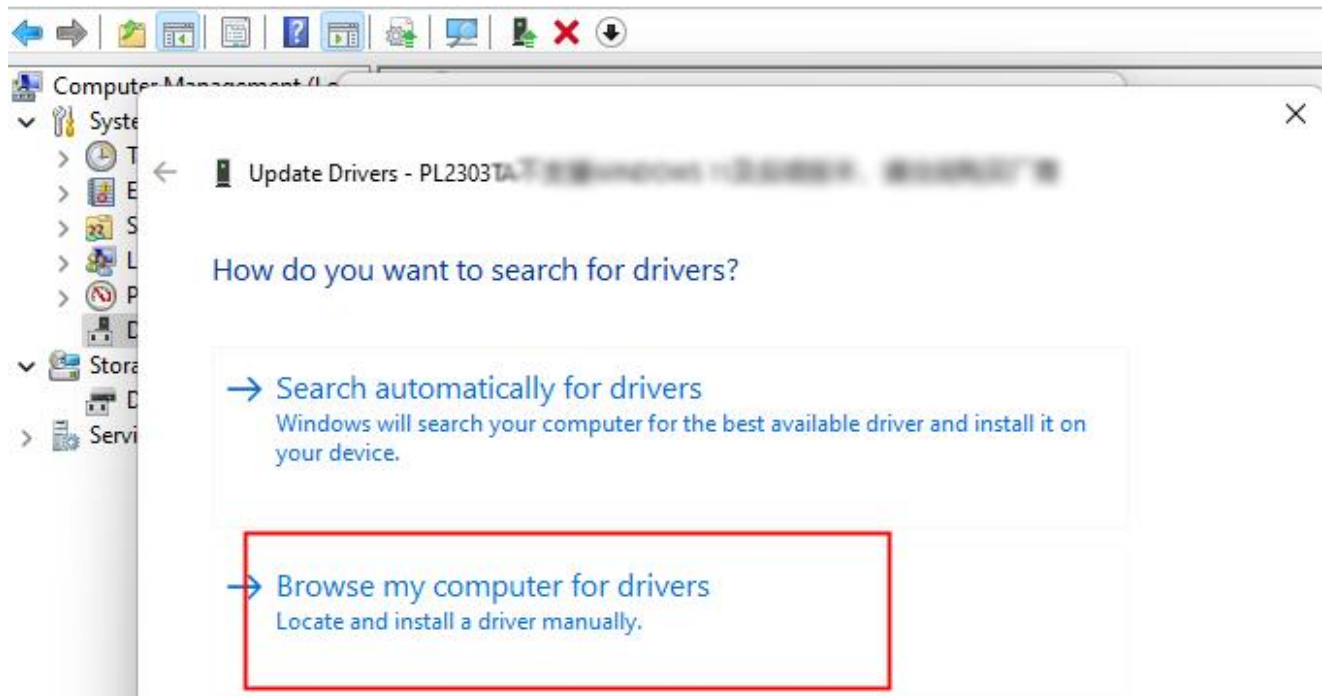 Computer Management (Lo
Syste
T
E
S
L
P
D
Stora
D
Servi
Update Drivers - PL2303TA
How do you want to search for drivers?
Search automatically for drivers
Windows will search your computer for the best available driver and install it on
your device.
Browse my computer for drivers
Locate and install a driver manually.